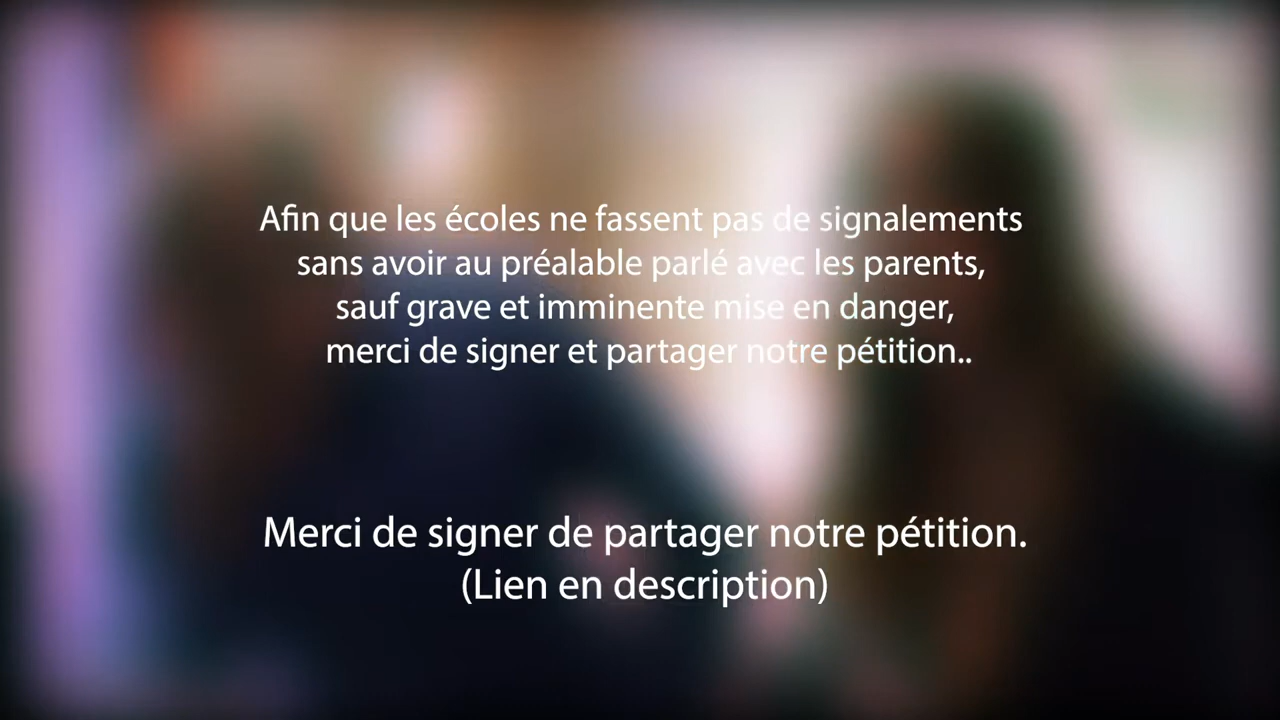 Afin que les écoles ne fassent pas de signalements
sans avoir au préalable parlé avec les parents,
sauf grave et imminente mise en danger,
merci de signer et partager notre pétition..
Merci de signer de partager notre pétition.
(Lien en description)